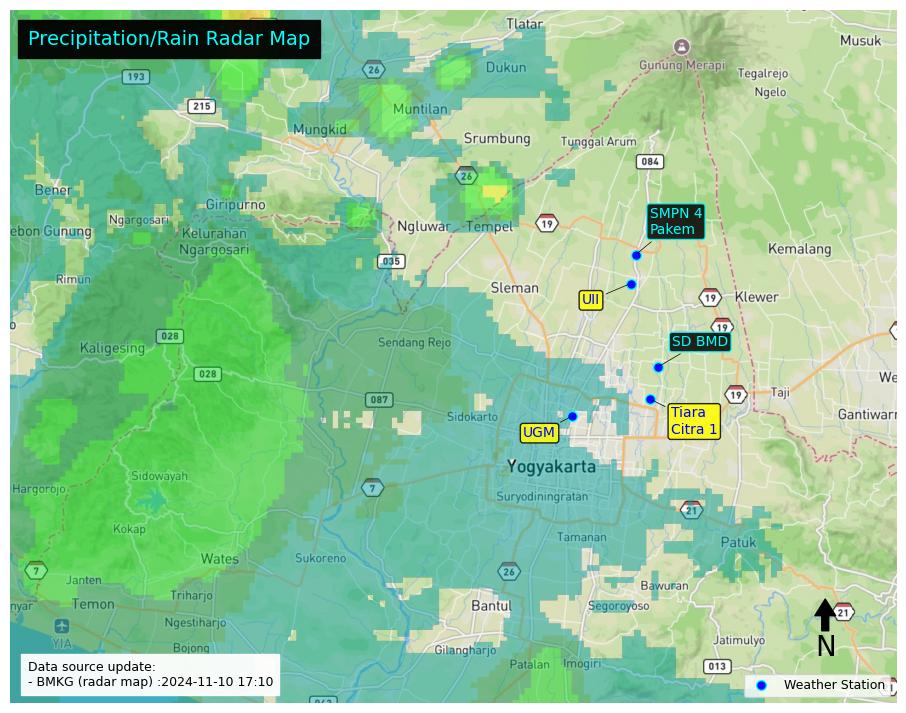 Precipitation/Rain Radar Map
Tlatar
Musuk
Gunung Merapi
26
Dukun
193
Tegalrejo
Ngelo
215
Muntilan
Mungkid
Srumbung
Tunggal Arum
084
26
Bener
Giripurno
SMPN 4
Pakem
Ngargosari
Ngluwar
Tempel
19
ebon Gunung
Kelurahan
Ngargosari
Kemalang
035
Rimun
Sleman
UII
19
Klewer
o
19
028
Sendang Rejo
SD BMD
Kaligesing
028
We
087
19
Taji
Sidokarto
Tiara
Citra 1
Gantiwarn
UGM
Yogyakarta
Sidowayah
Hargorojo
7
Suryodiningratan
21
Kokap
Tamanan
Patuk
Wates
Sukoreno
7
26
Janten
Bawuran
Triharjo
nyar
Temon
Bantul
Segoroyoso
21
Ngestiharjo
YIA
Jatimulyo
N
Bojong
Gilangharjo
Patalan
Imogiri
013
Data source update:
- BMKG (radar map) :2024-11-10 17:10
Weather Station